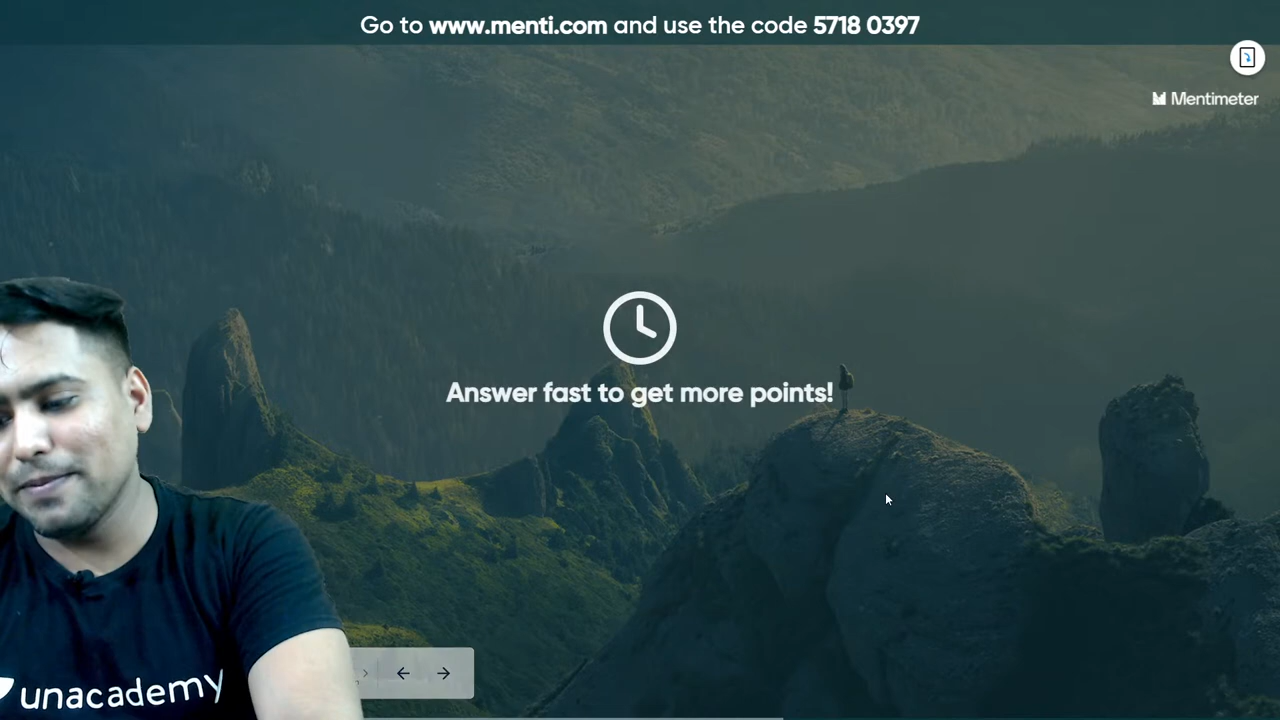 Go to www.menti.com and use the code 5718 0397
Mentimeter
Answer fast to get more points!
unacademy